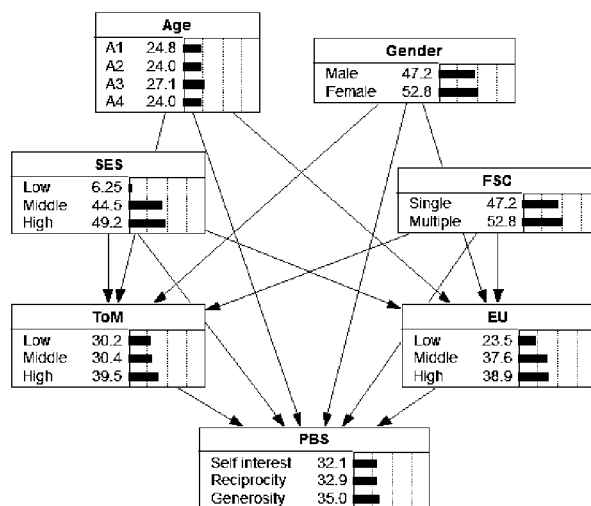 Age
A1 24.8
A2 24.0
A3 27.1
A4 24.0
Gender
Male 47.2
Female 52.8
SES
Low 6.25
Middle 44.5
High 49.2
FSC
Single 47.2
Multiple 52.8
ToM
Low 30.2
Middle 30.4
High 39.5
EU
Low 23.5
Middle 37.6
High 38.9
PBS
Self interest 32.1
Reciprocity 32.9
Generosity 35.0